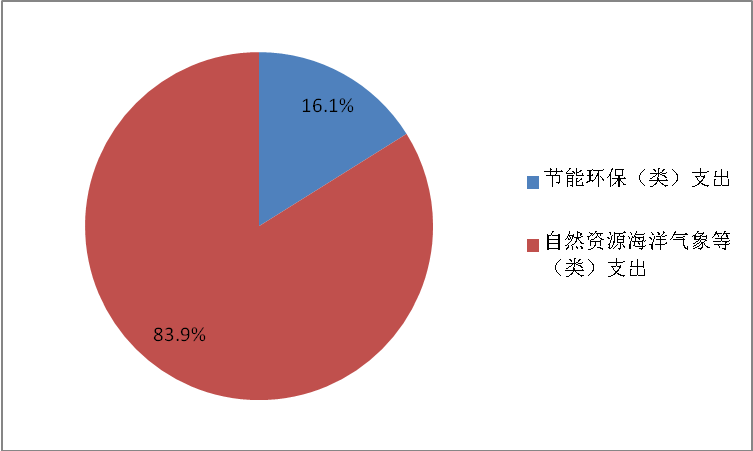 16.1%
节能环保（类）支出
自然资源海洋气象等
（类）支出
83.9%